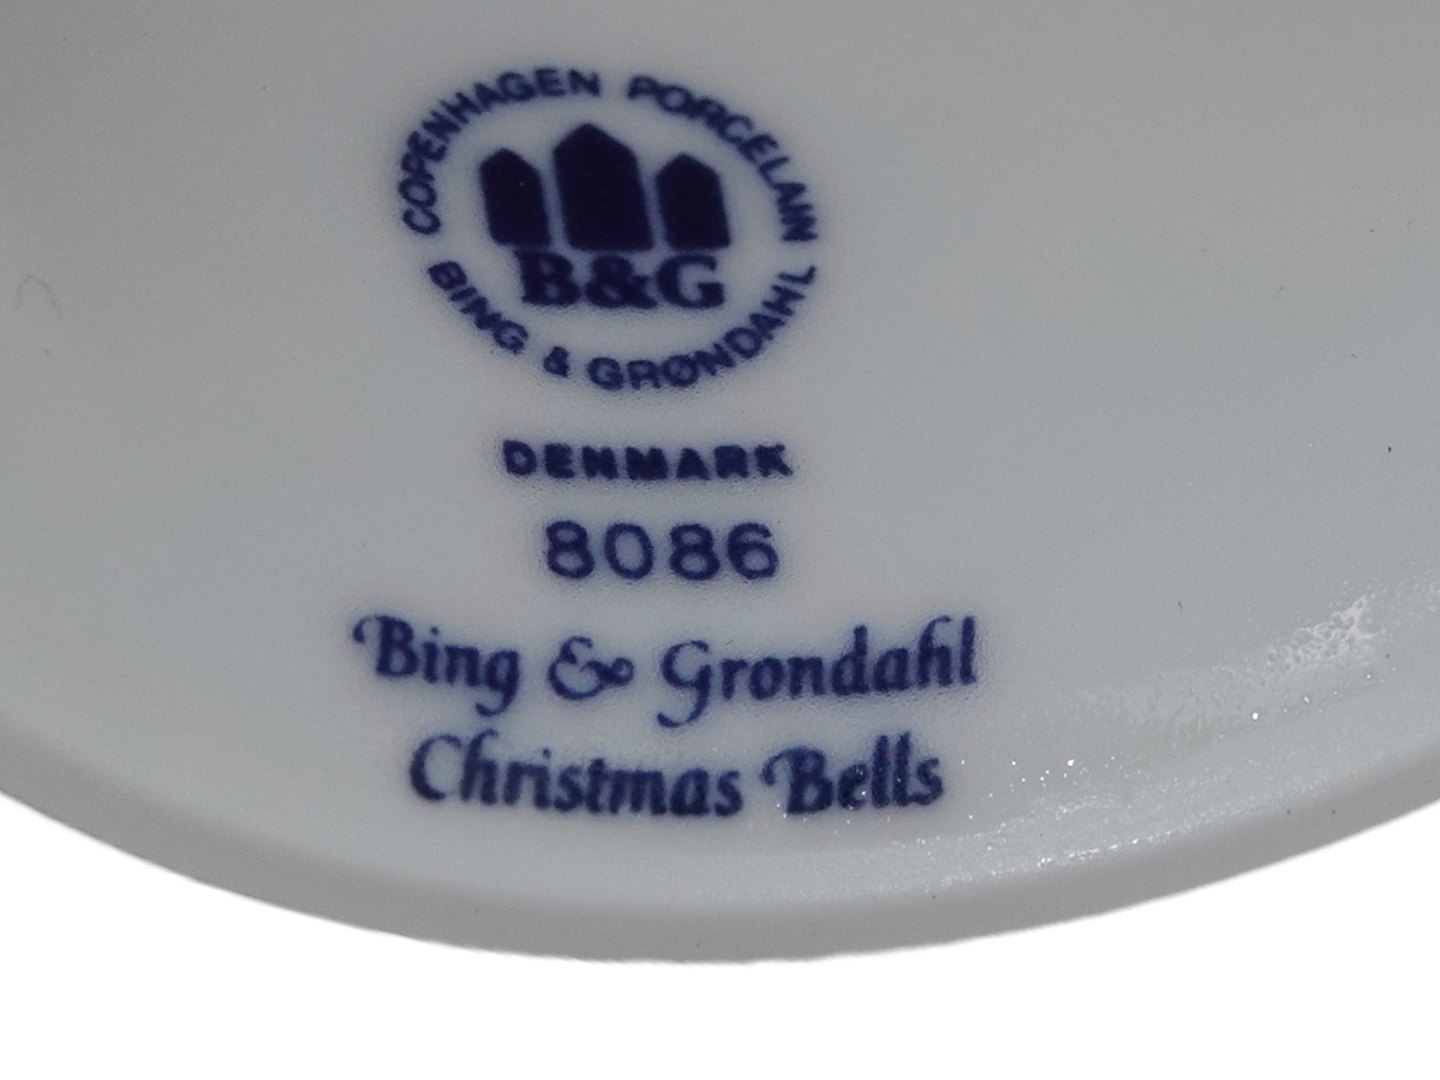 COPENHAGEN PORCELAIN
B&G
BING & GRØNDAHL
DENMARK
8086
Bing & Grondahl
Christmas Bells